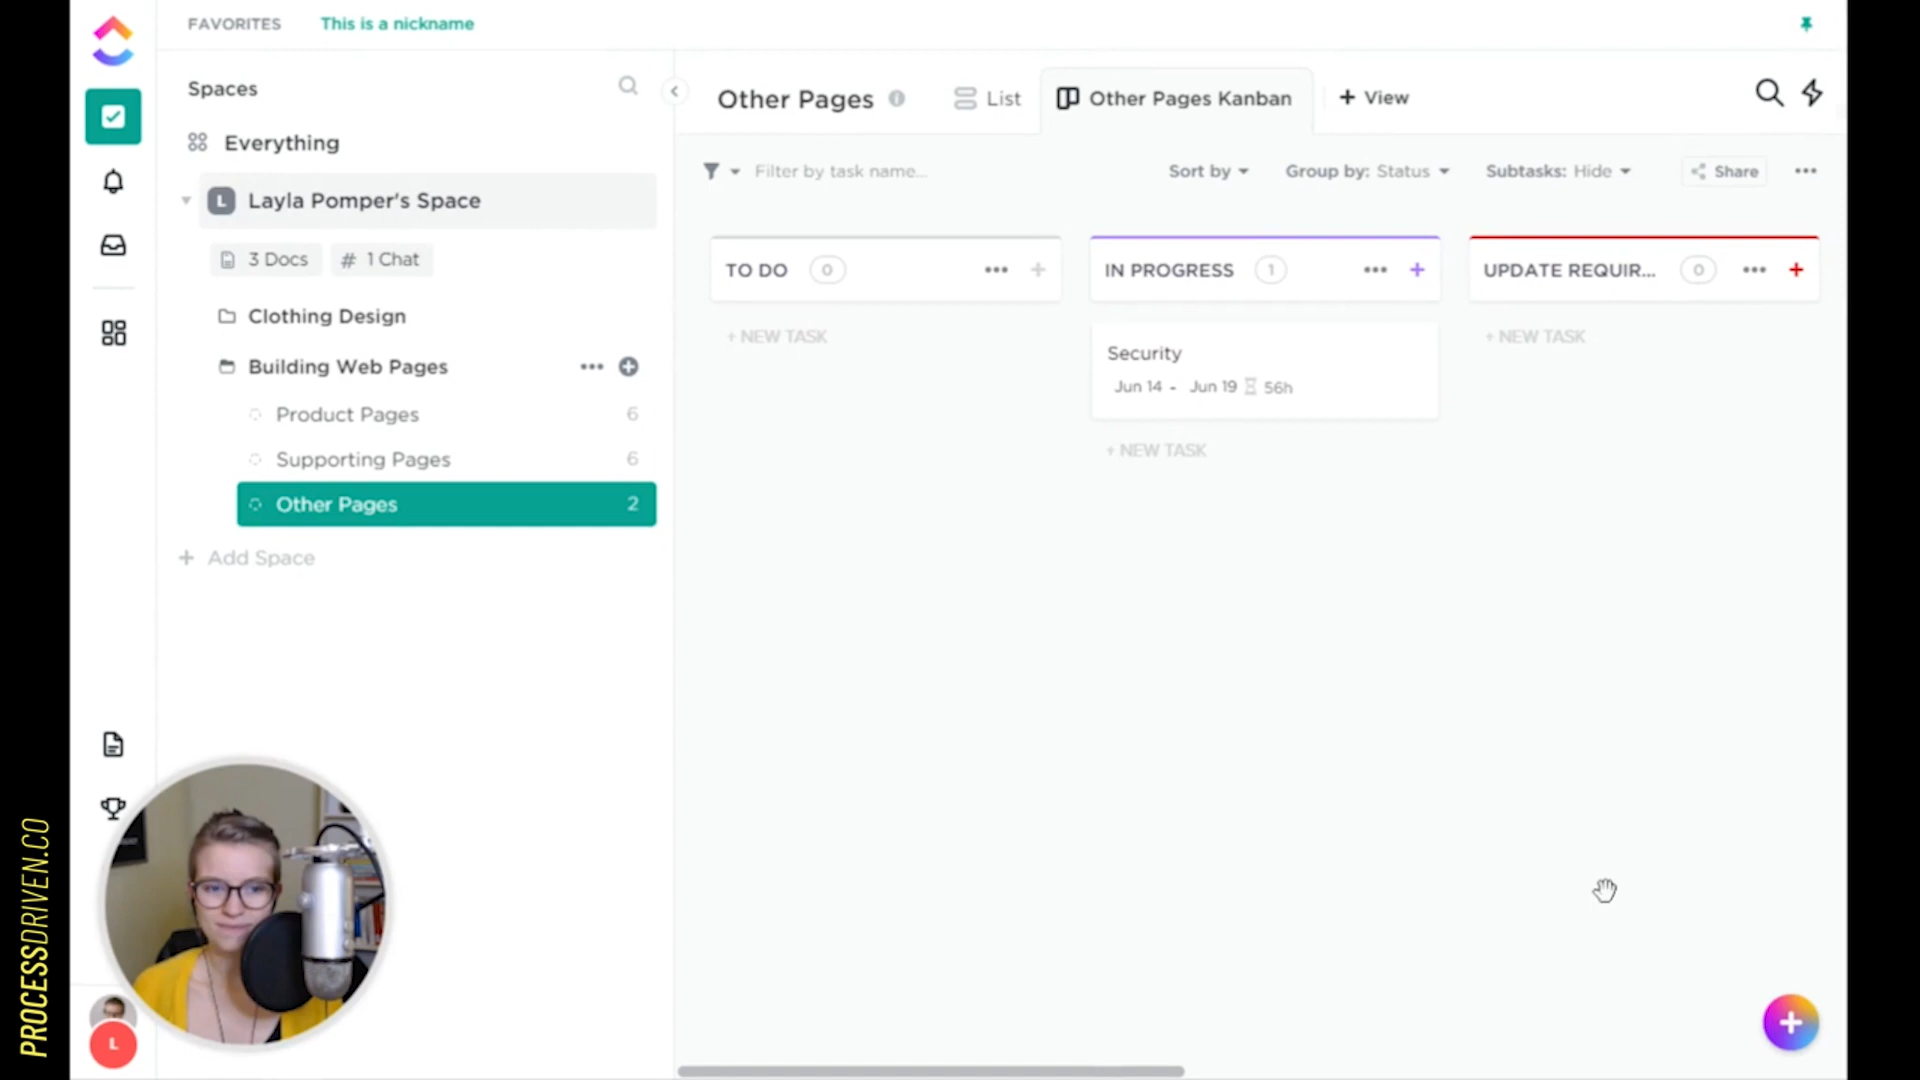 FAVORITES This is a nickname
Spaces
Everything
L Layla Pomper's Space
3 Docs # 1 Chat
Clothing Design
Building Web Pages
Product Pages 6
Supporting Pages 6
Other Pages 2
+ Add Space
Other Pages List Other Pages Kanban + View
Filter by task name... Sort by Group by: Status Subtasks: Hide Share
TO DO 0
+ NEW TASK
IN PROGRESS 1
Security
Jun 14 - Jun 19 56h
+ NEW TASK
UPDATE REQUIR... 0
+ NEW TASK
L
PROCESSDRIVEN.CO